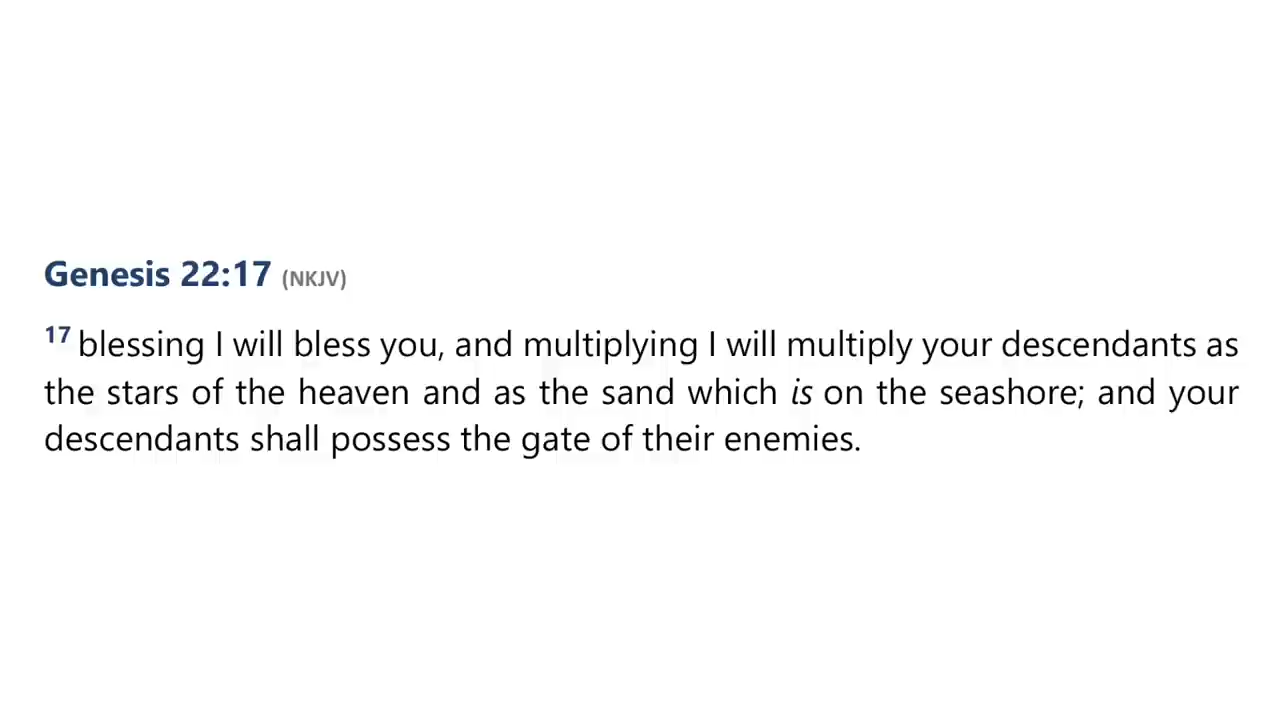 Genesis 22:17 (NKJV)
17 blessing I will bless you, and multiplying I will multiply your descendants as
the stars of the heaven and as the sand which is on the seashore; and your
descendants shall possess the gate of their enemies.